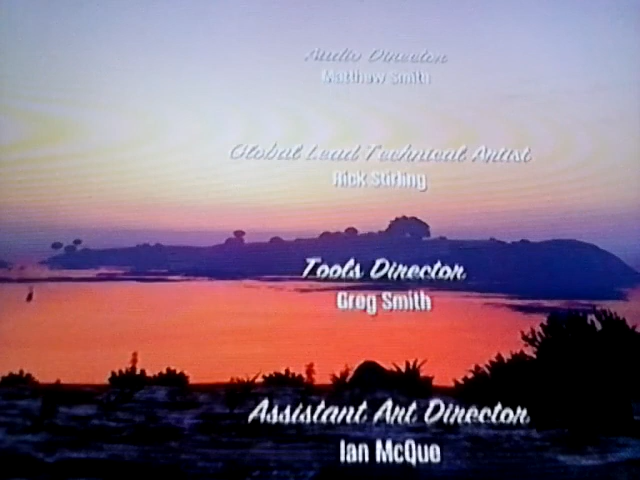 Audio Director
Matthew Smith
Global Lead Technical Artist
Rick Stirling
Tools Director
Greg Smith
Assistant Art Director
Ian McQue